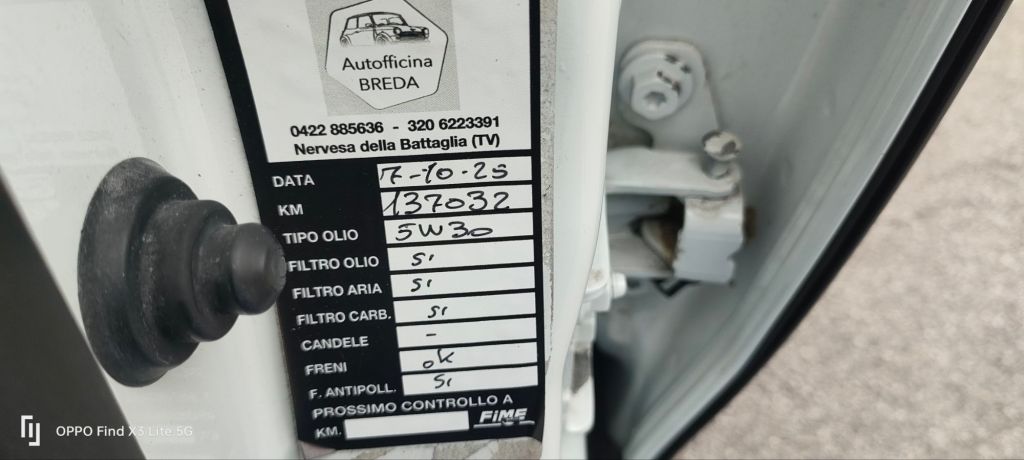 Autofficina
BREDA
0422 885636 - 320 6223391
Nervesa della Battaglia (TV)
DATA 7-10-25
KM 137032
TIPO OLIO 5W30
FILTRO OLIO si
FILTRO ARIA si
FILTRO CARB. si
CANDELE -
FRENI ok
F. ANTIPOLL. si
PROSSIMO CONTROLLO A
KM. FIME
OPPO Find X3 Lite 5G